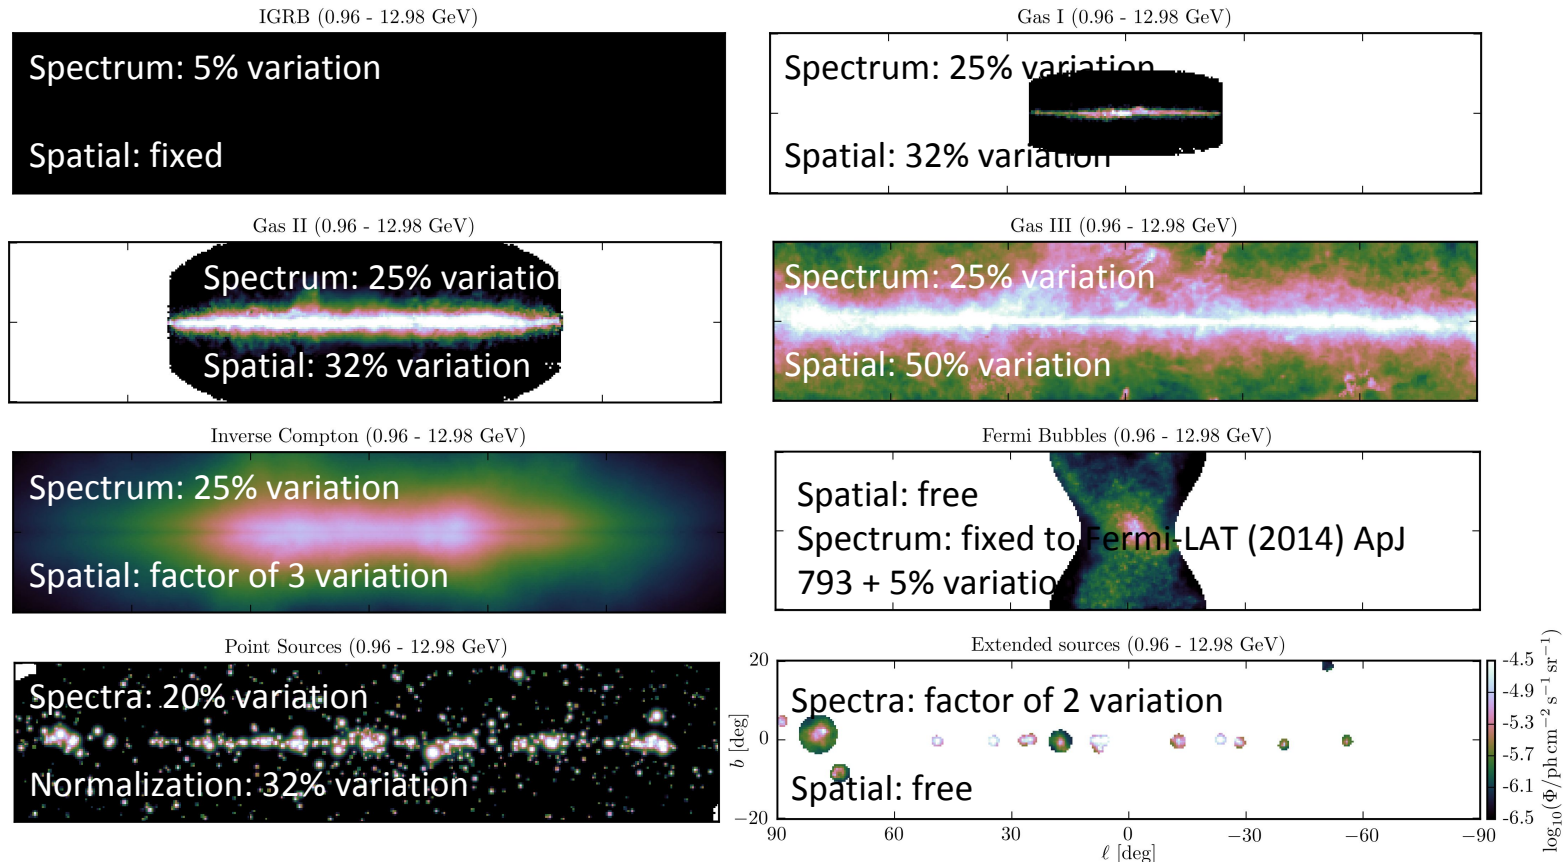 IGRB (0.96 - 12.98 GeV)
Spectrum: 5% variation
Spatial: fixed
Gas I (0.96 - 12.98 GeV)
Spectrum: 25% variation
Spatial: 32% variation
Gas II (0.96 - 12.98 GeV)
Spectrum: 25% variation
Spatial: 32% variation
Gas III (0.96 - 12.98 GeV)
Spectrum: 25% variation
Spatial: 50% variation
Inverse Compton (0.96 - 12.98 GeV)
Spectrum: 25% variation
Spatial: factor of 3 variation
Fermi Bubbles (0.96 - 12.98 GeV)
Spatial: free
Spectrum: fixed to Fermi-LAT (2014) ApJ
793 + 5% variation
Point Sources (0.96 - 12.98 GeV)
Spectra: 20% variation
Normalization: 32% variation
Extended sources (0.96 - 12.98 GeV)
Spectra: factor of 2 variation
Spatial: free
20
0
−20
b [deg]
90 60 30 0 −30 −60 −90
ℓ [deg]
-4.5
-4.9
-5.3
-5.7
-6.1
-6.5
log₁₀(Φ/ph cm⁻² s⁻¹ sr⁻¹)